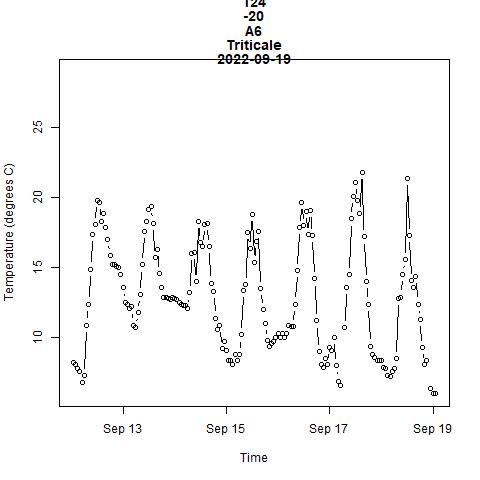 124
-20
A6
Triticale
2022-09-19
Temperature (degrees C)
25
20
15
10
Sep 13
Sep 15
Sep 17
Sep 19
Time